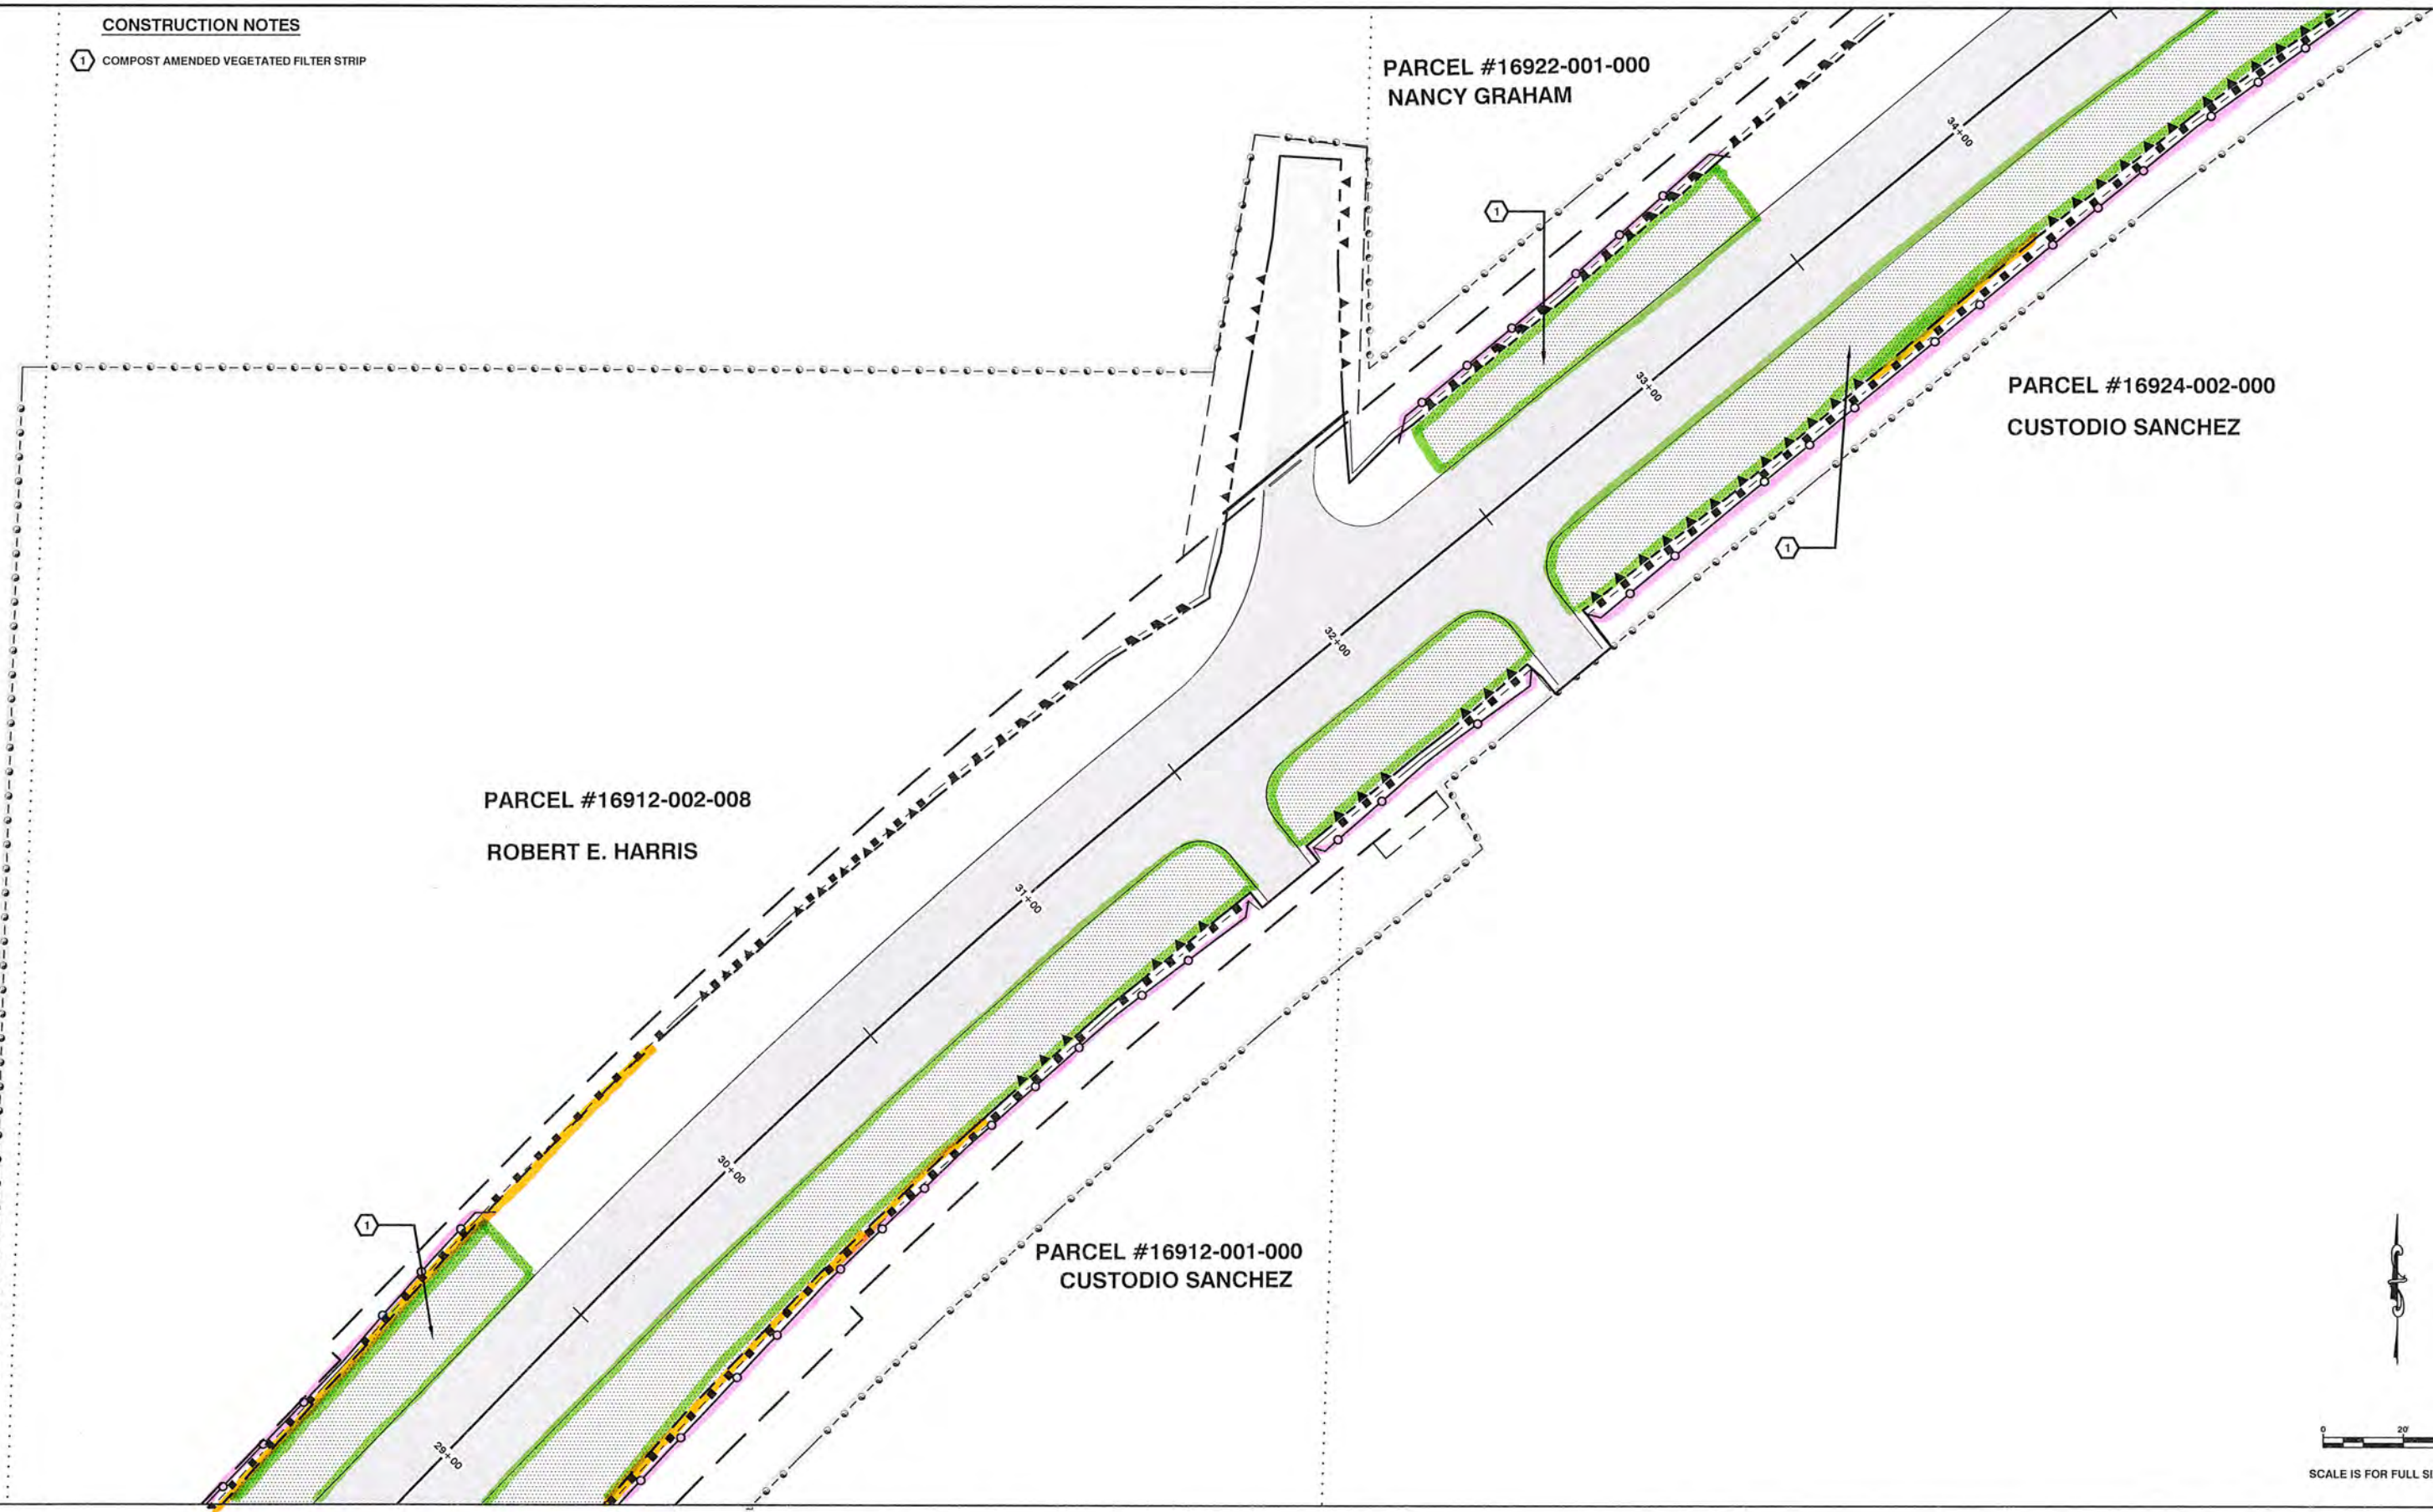 CONSTRUCTION NOTES
1 COMPOST AMENDED VEGETATED FILTER STRIP
PARCEL #16922-001-000
NANCY GRAHAM
34+00
1
33+00
PARCEL #16924-002-000
CUSTODIO SANCHEZ
1
32+00
PARCEL #16912-002-008
ROBERT E. HARRIS
31+00
30+00
1
PARCEL #16912-001-000
CUSTODIO SANCHEZ
29+00
0 20'
SCALE IS FOR FULL SI